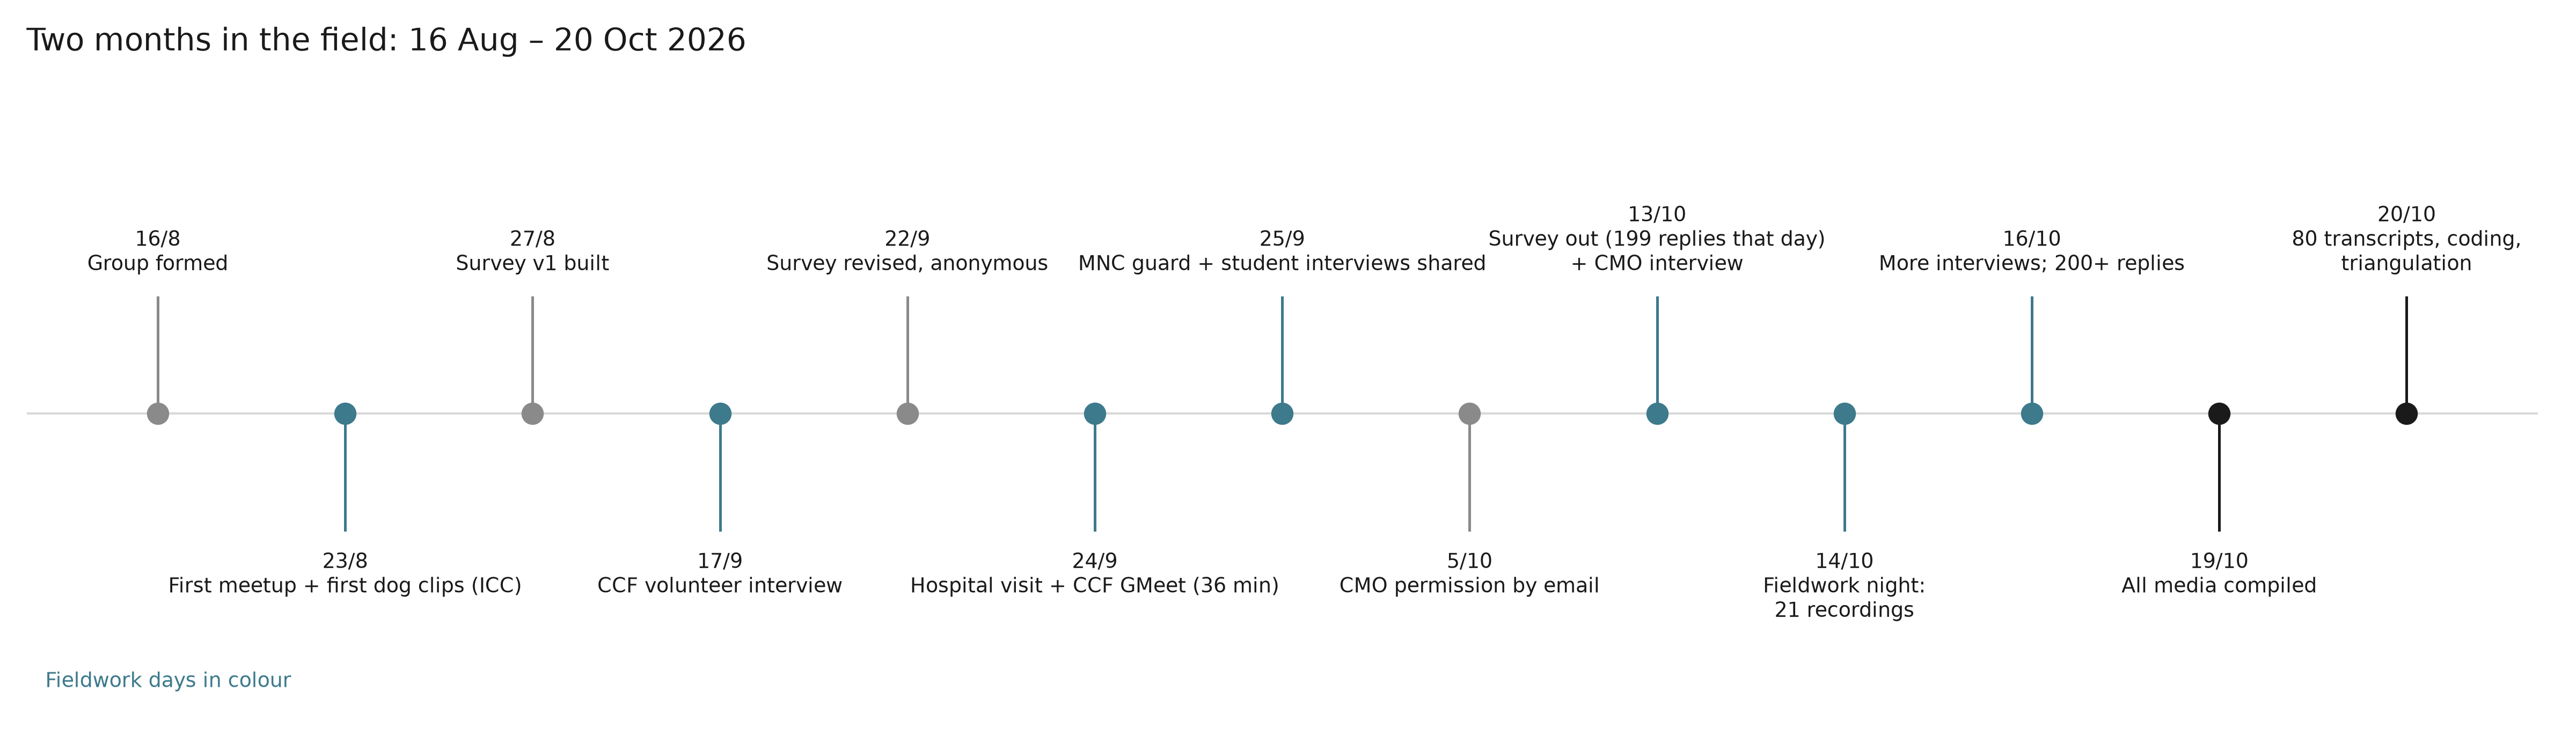 Two months in the field: 16 Aug – 20 Oct 2026
16/8
Group formed
23/8
First meetup + first dog clips (ICC)
27/8
Survey v1 built
17/9
CCF volunteer interview
22/9
Survey revised, anonymous
24/9
Hospital visit + CCF GMeet (36 min)
25/9
MNC guard + student interviews shared
5/10
CMO permission by email
13/10
Survey out (199 replies that day)
+ CMO interview
14/10
Fieldwork night:
21 recordings
16/10
More interviews; 200+ replies
19/10
All media compiled
20/10
80 transcripts, coding,
triangulation
Fieldwork days in colour